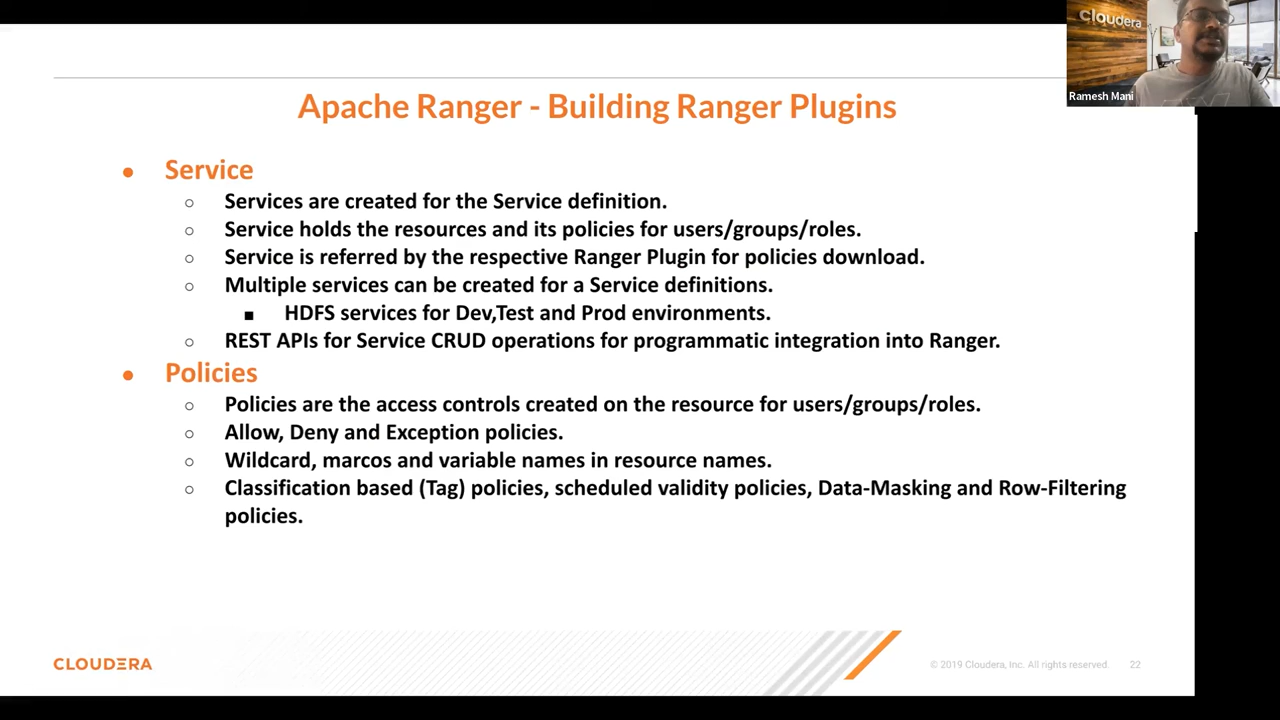 cloudera
Ramesh Mani
Apache Ranger - Building Ranger Plugins
● Service
○ Services are created for the Service definition.
○ Service holds the resources and its policies for users/groups/roles.
○ Service is referred by the respective Ranger Plugin for policies download.
○ Multiple services can be created for a Service definitions.
■ HDFS services for Dev,Test and Prod environments.
○ REST APIs for Service CRUD operations for programmatic integration into Ranger.
● Policies
○ Policies are the access controls created on the resource for users/groups/roles.
○ Allow, Deny and Exception policies.
○ Wildcard, marcos and variable names in resource names.
○ Classification based (Tag) policies, scheduled validity policies, Data-Masking and Row-Filtering
policies.
CLOUDERA
© 2019 Cloudera, Inc. All rights reserved. 22